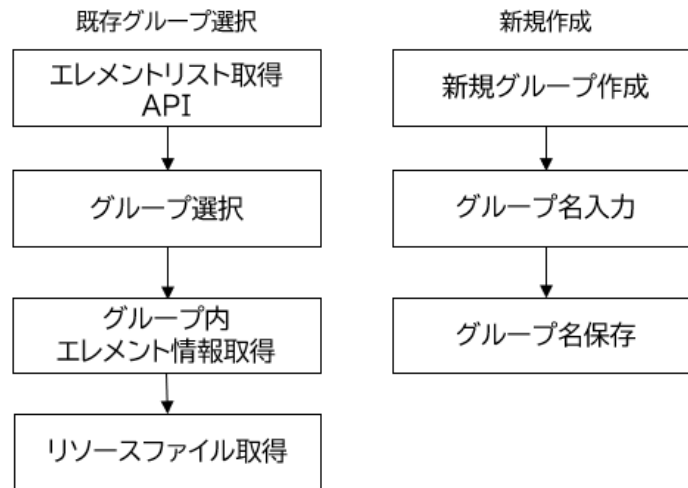 既存グループ選択
エレメントリスト取得
API
グループ選択
グループ内
エレメント情報取得
リソースファイル取得
新規作成
新規グループ作成
グループ名入力
グループ名保存